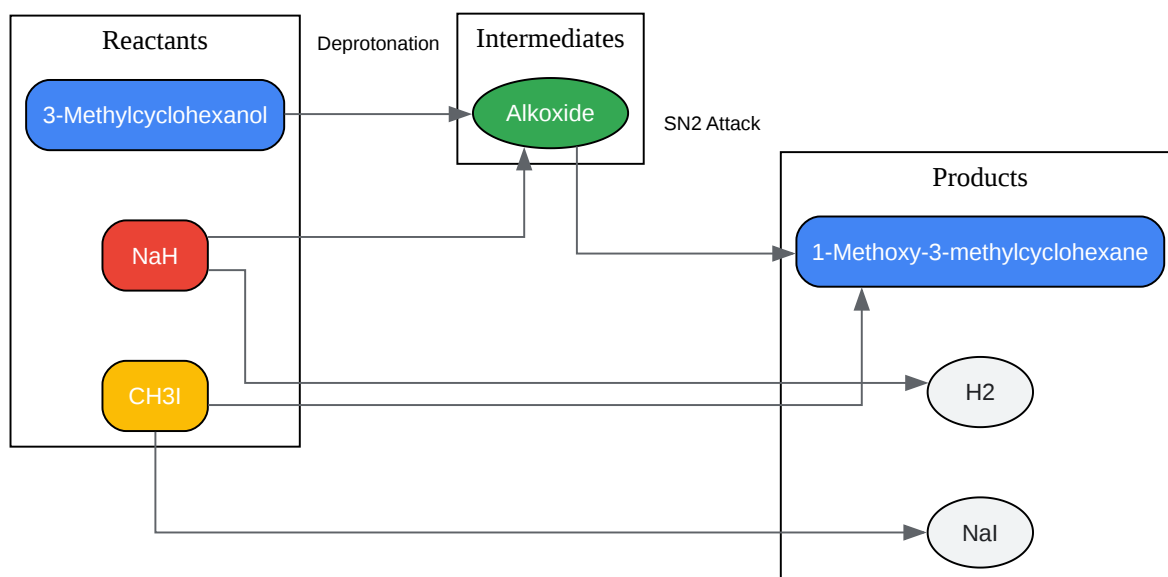 Reactants
Deprotonation
Intermediates
3-Methylcyclohexanol
Alkoxide
SN2 Attack
Products
NaH
1-Methoxy-3-methylcyclohexane
CH3I
H2
NaI